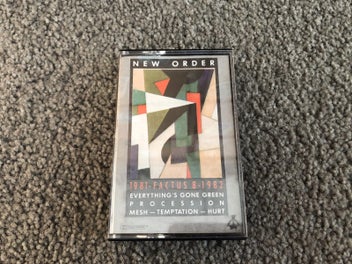 NEW ORDER
1981-FACTUS 8-1982
EVERYTHING'S GONE GREEN
PROCESSION
MESH – TEMPTATION – HURT